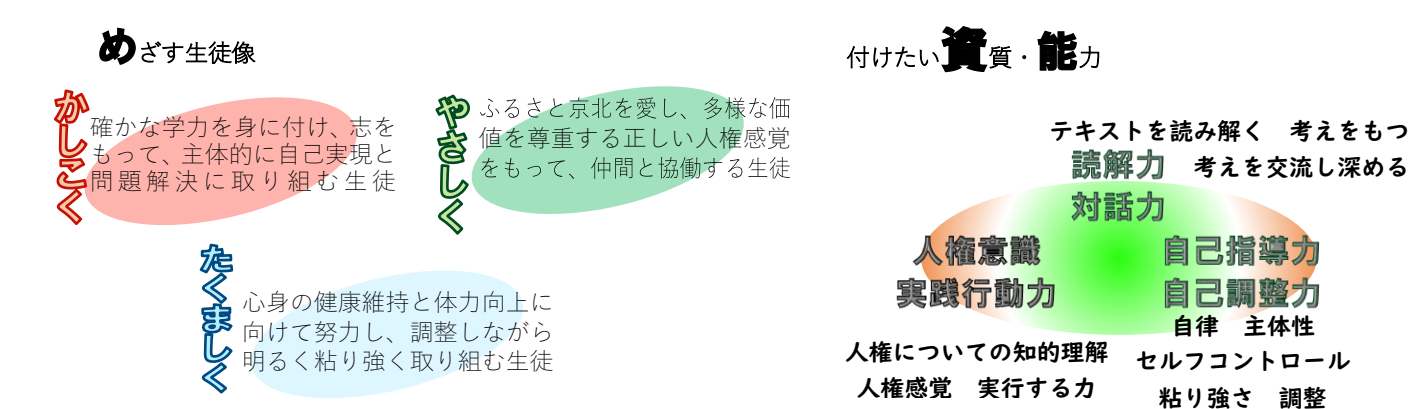 めざす生徒像
かしこく
確かな学力を身に付け、志を
もって、主体的に自己実現と
問題解決に取り組む生徒
やさしく
ふるさと京北を愛し、多様な価
値を尊重する正しい人権感覚
をもって、仲間と協働する生徒
たくましく
心身の健康維持と体力向上に
向けて努力し、調整しながら
明るく粘り強く取り組む生徒
付けたい資質・能力
テキストを読み解く　考えをもつ
読解力　考えを交流し深める
対話力
人権意識
実践行動力
自己指導力
自己調整力
人権についての知的理解
人権感覚　実行する力
自律　主体性
セルフコントロール
粘り強さ　調整